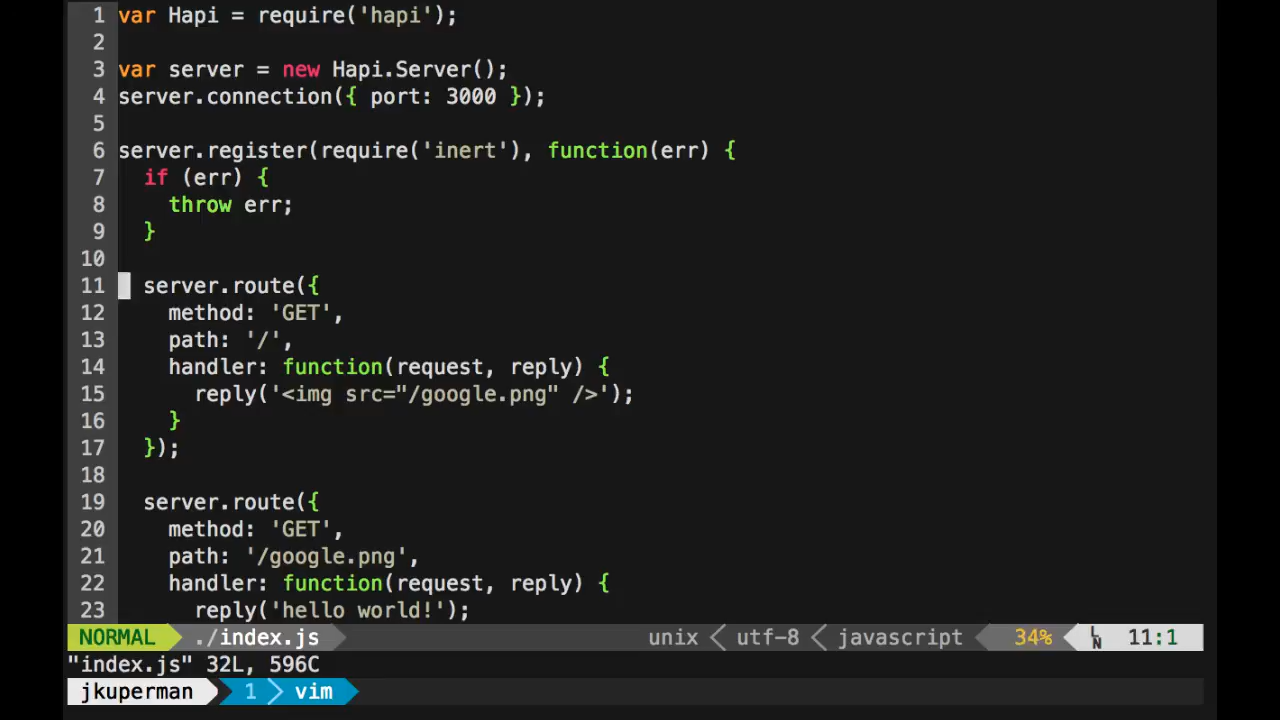 1 var Hapi = require('hapi');
2
3 var server = new Hapi.Server();
4 server.connection({ port: 3000 });
5
6 server.register(require('inert'), function(err) {
7   if (err) {
8     throw err;
9   }
10
11   server.route({
12     method: 'GET',
13     path: '/',
14     handler: function(request, reply) {
15       reply('<img src="/google.png" />');
16     }
17   });
18
19   server.route({
20     method: 'GET',
21     path: '/google.png',
22     handler: function(request, reply) {
23       reply('hello world!');
NORMAL ./index.js unix utf-8 javascript 34% LN 11:1
"index.js" 32L, 596C
jkuperman 1 vim